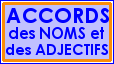 ACCORDS
des NOMS et
des ADJECTIFS